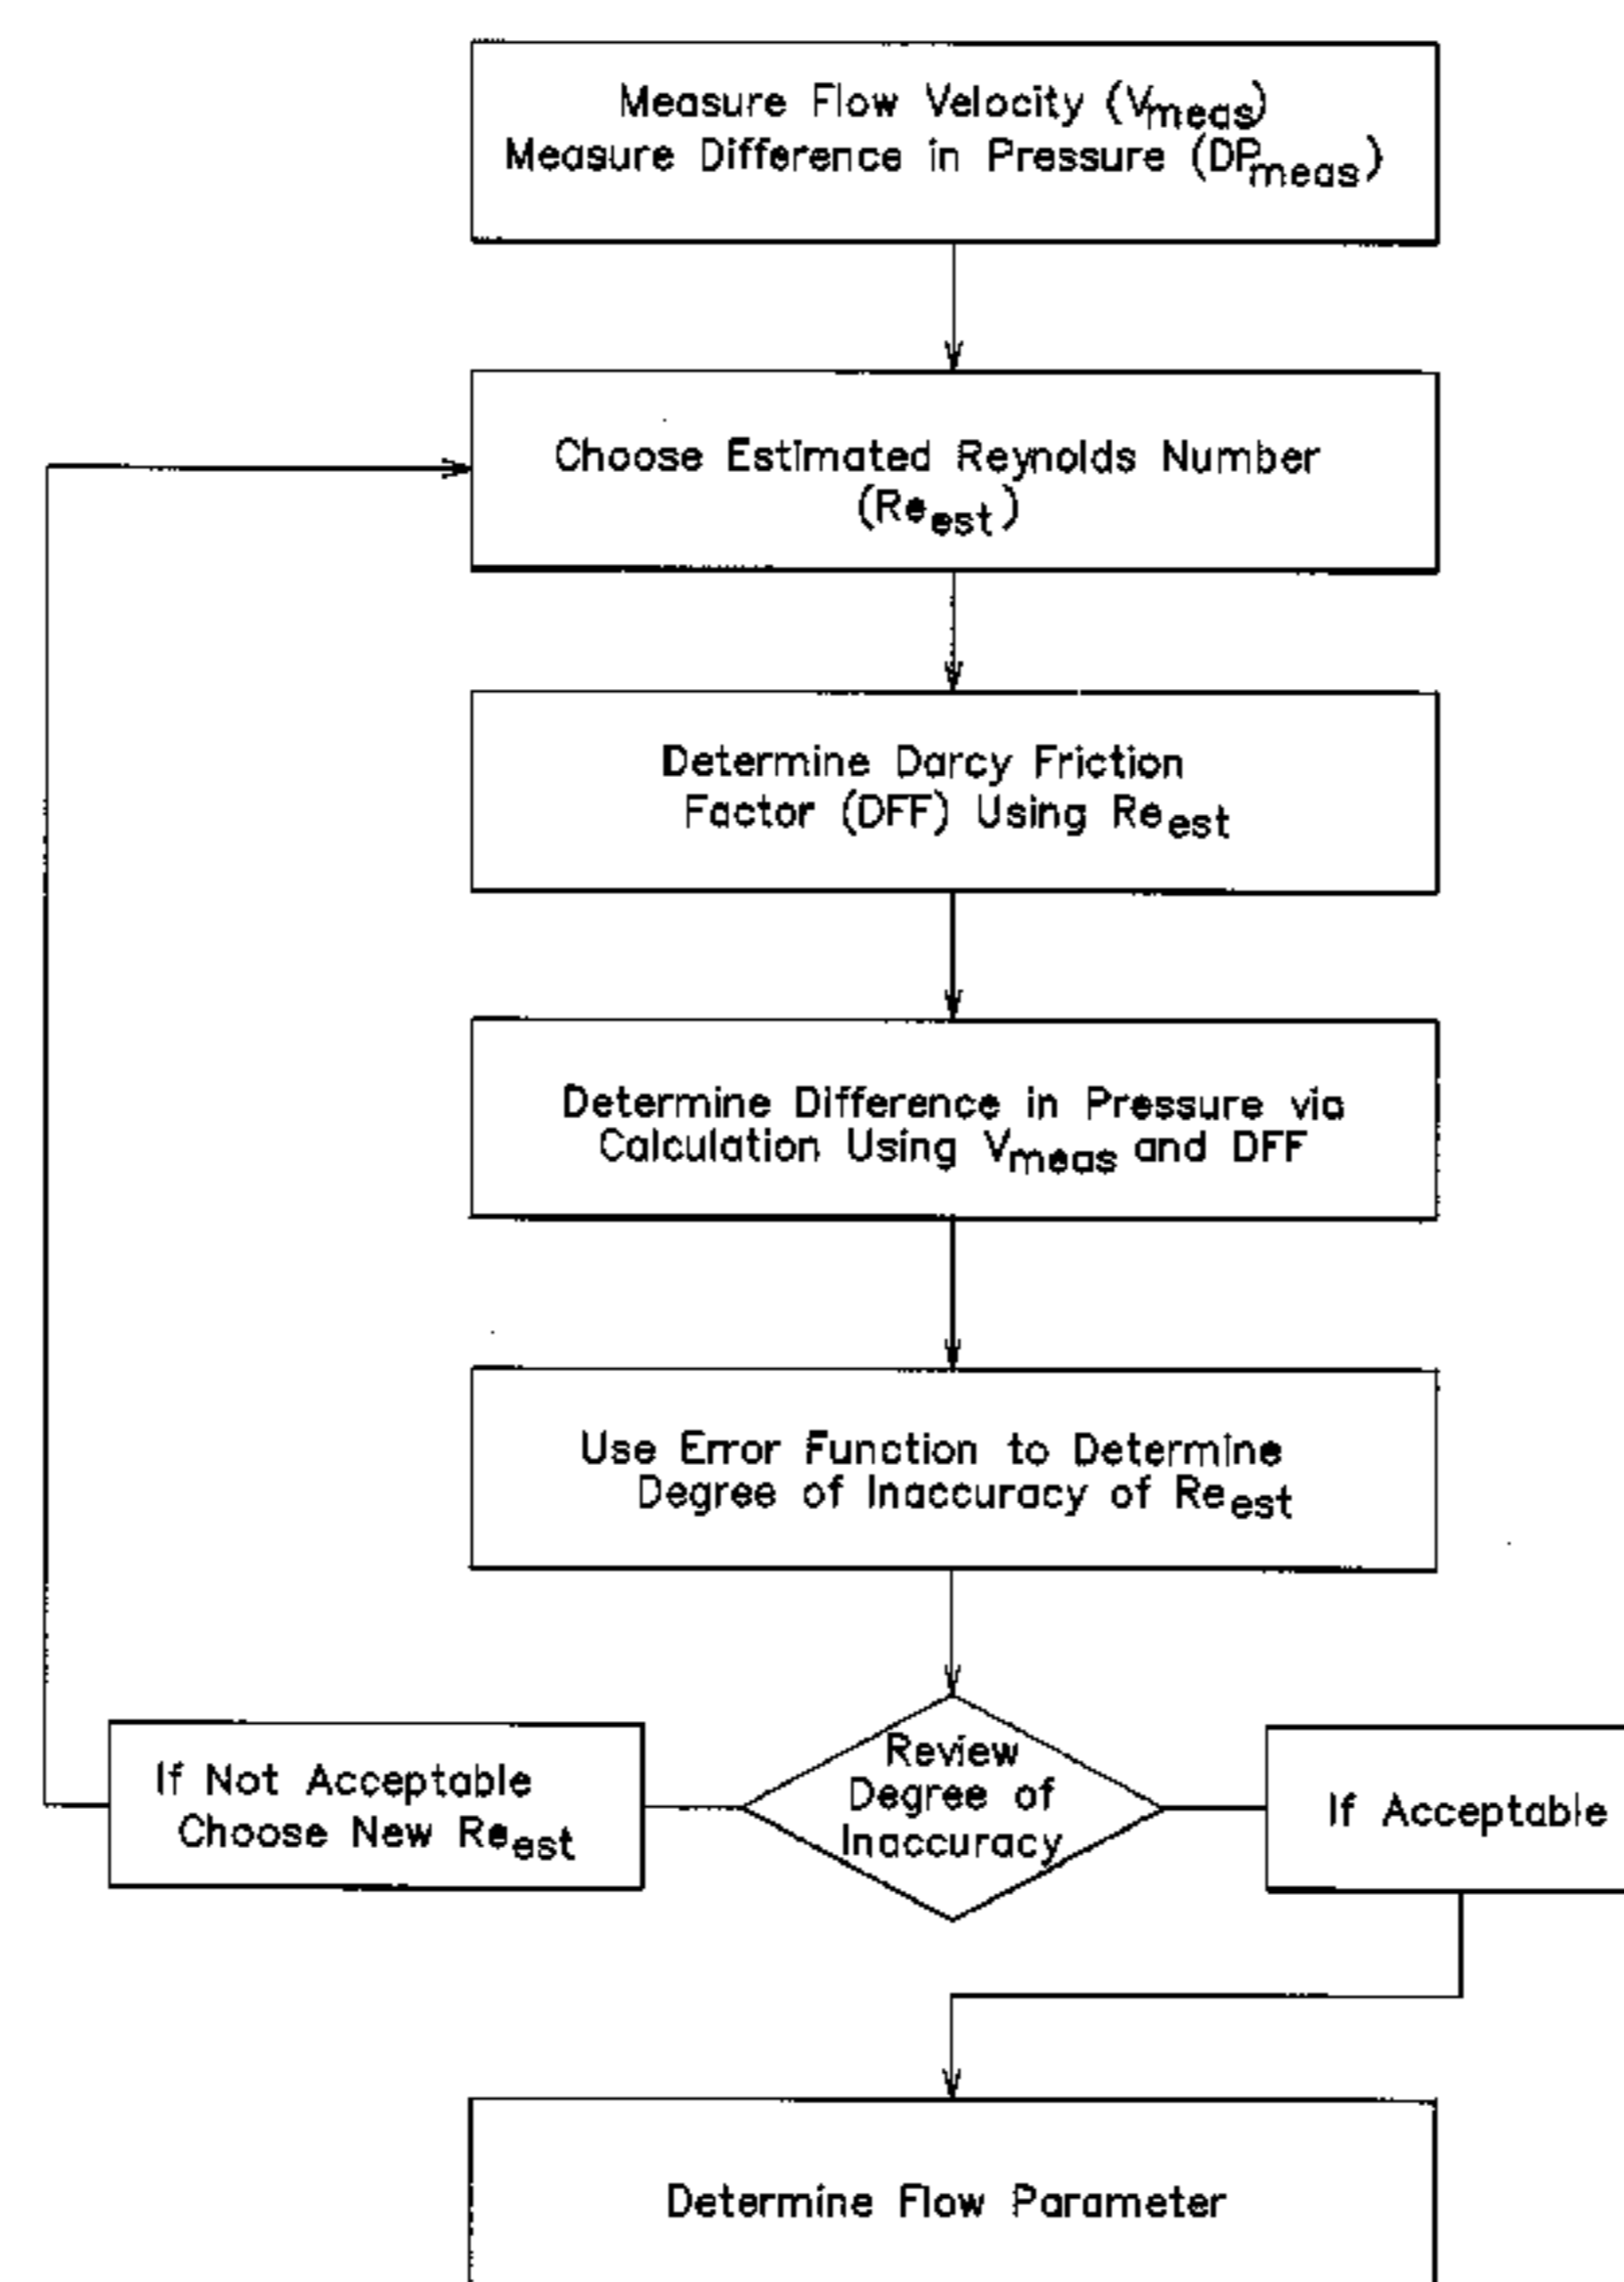 Measure Flow Velocity (Vmeas)
Measure Difference in Pressure (DPmeas)
Choose Estimated Reynolds Number
(Reest)
Determine Darcy Friction
Factor (DFF) Using Reest
Determine Difference in Pressure via
Calculation Using Vmeas and DFF
Use Error Function to Determine
Degree of Inaccuracy of Reest
Review
Degree of
Inaccuracy
If Not Acceptable
Choose New Reest
If Acceptable
Determine Flow Parameter